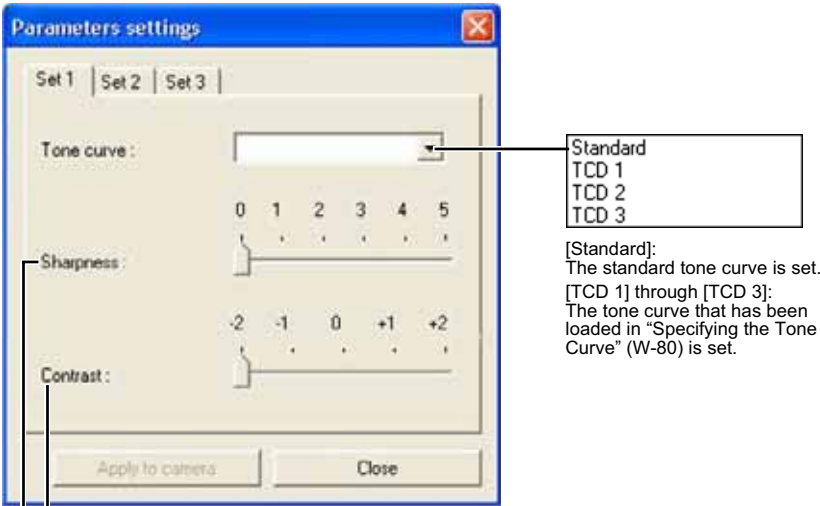 Parameters settings
Set 1 Set 2 Set 3
Tone curve :
0 1 2 3 4 5
Sharpness :
-2 -1 0 +1 +2
Contrast :
Apply to camera Close
Standard
TCD 1
TCD 2
TCD 3
[Standard]:
The standard tone curve is set.
[TCD 1] through [TCD 3]:
The tone curve that has been
loaded in “Specifying the Tone
Curve” (W-80) is set.